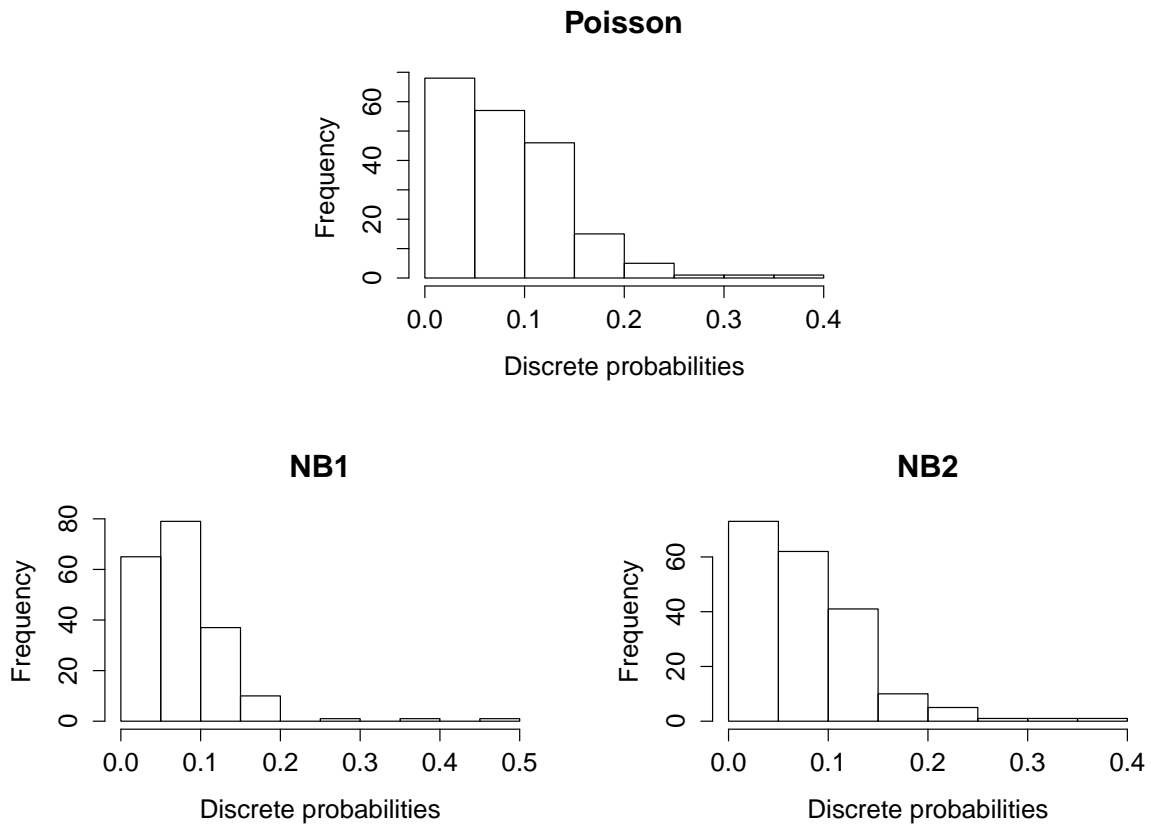 Poisson
Frequency
0 20 40 60
0.0 0.1 0.2 0.3 0.4
Discrete probabilities
NB1
Frequency
0 20 40 60 80
0.0 0.1 0.2 0.3 0.4 0.5
Discrete probabilities
NB2
Frequency
0 20 40 60
0.0 0.1 0.2 0.3 0.4
Discrete probabilities